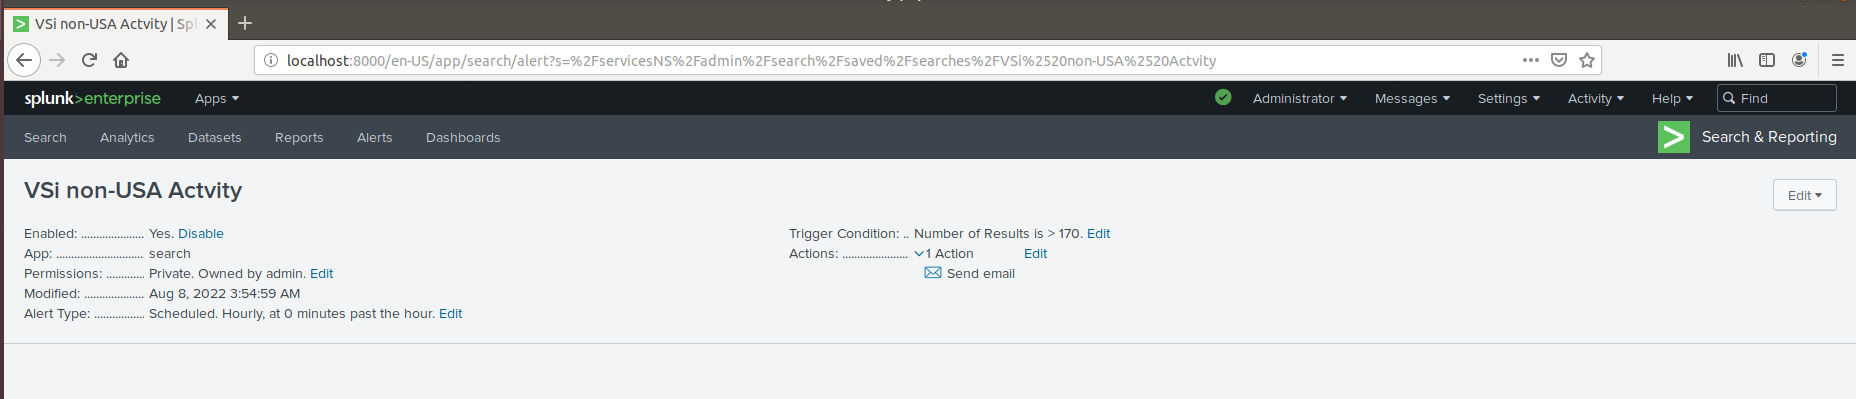 VSi non-USA Actvity | Spl
localhost:8000/en-US/app/search/alert?s=%2FservicesNS%2Fadmin%2Fsearch%2Fsaved%2Fsearches%2FVSi%2520non-USA%2520Actvity
splunk>enterprise Apps Administrator Messages Settings Activity Help Find
Search Analytics Datasets Reports Alerts Dashboards Search & Reporting
VSi non-USA Actvity
Edit
Enabled: ..................... Yes. Disable
App: ............................. search
Permissions: ............. Private. Owned by admin. Edit
Modified: .................... Aug 8, 2022 3:54:59 AM
Alert Type: ................. Scheduled. Hourly, at 0 minutes past the hour. Edit
Trigger Condition: .. Number of Results is > 170. Edit
Actions: ...................... 1 Action Edit
Send email